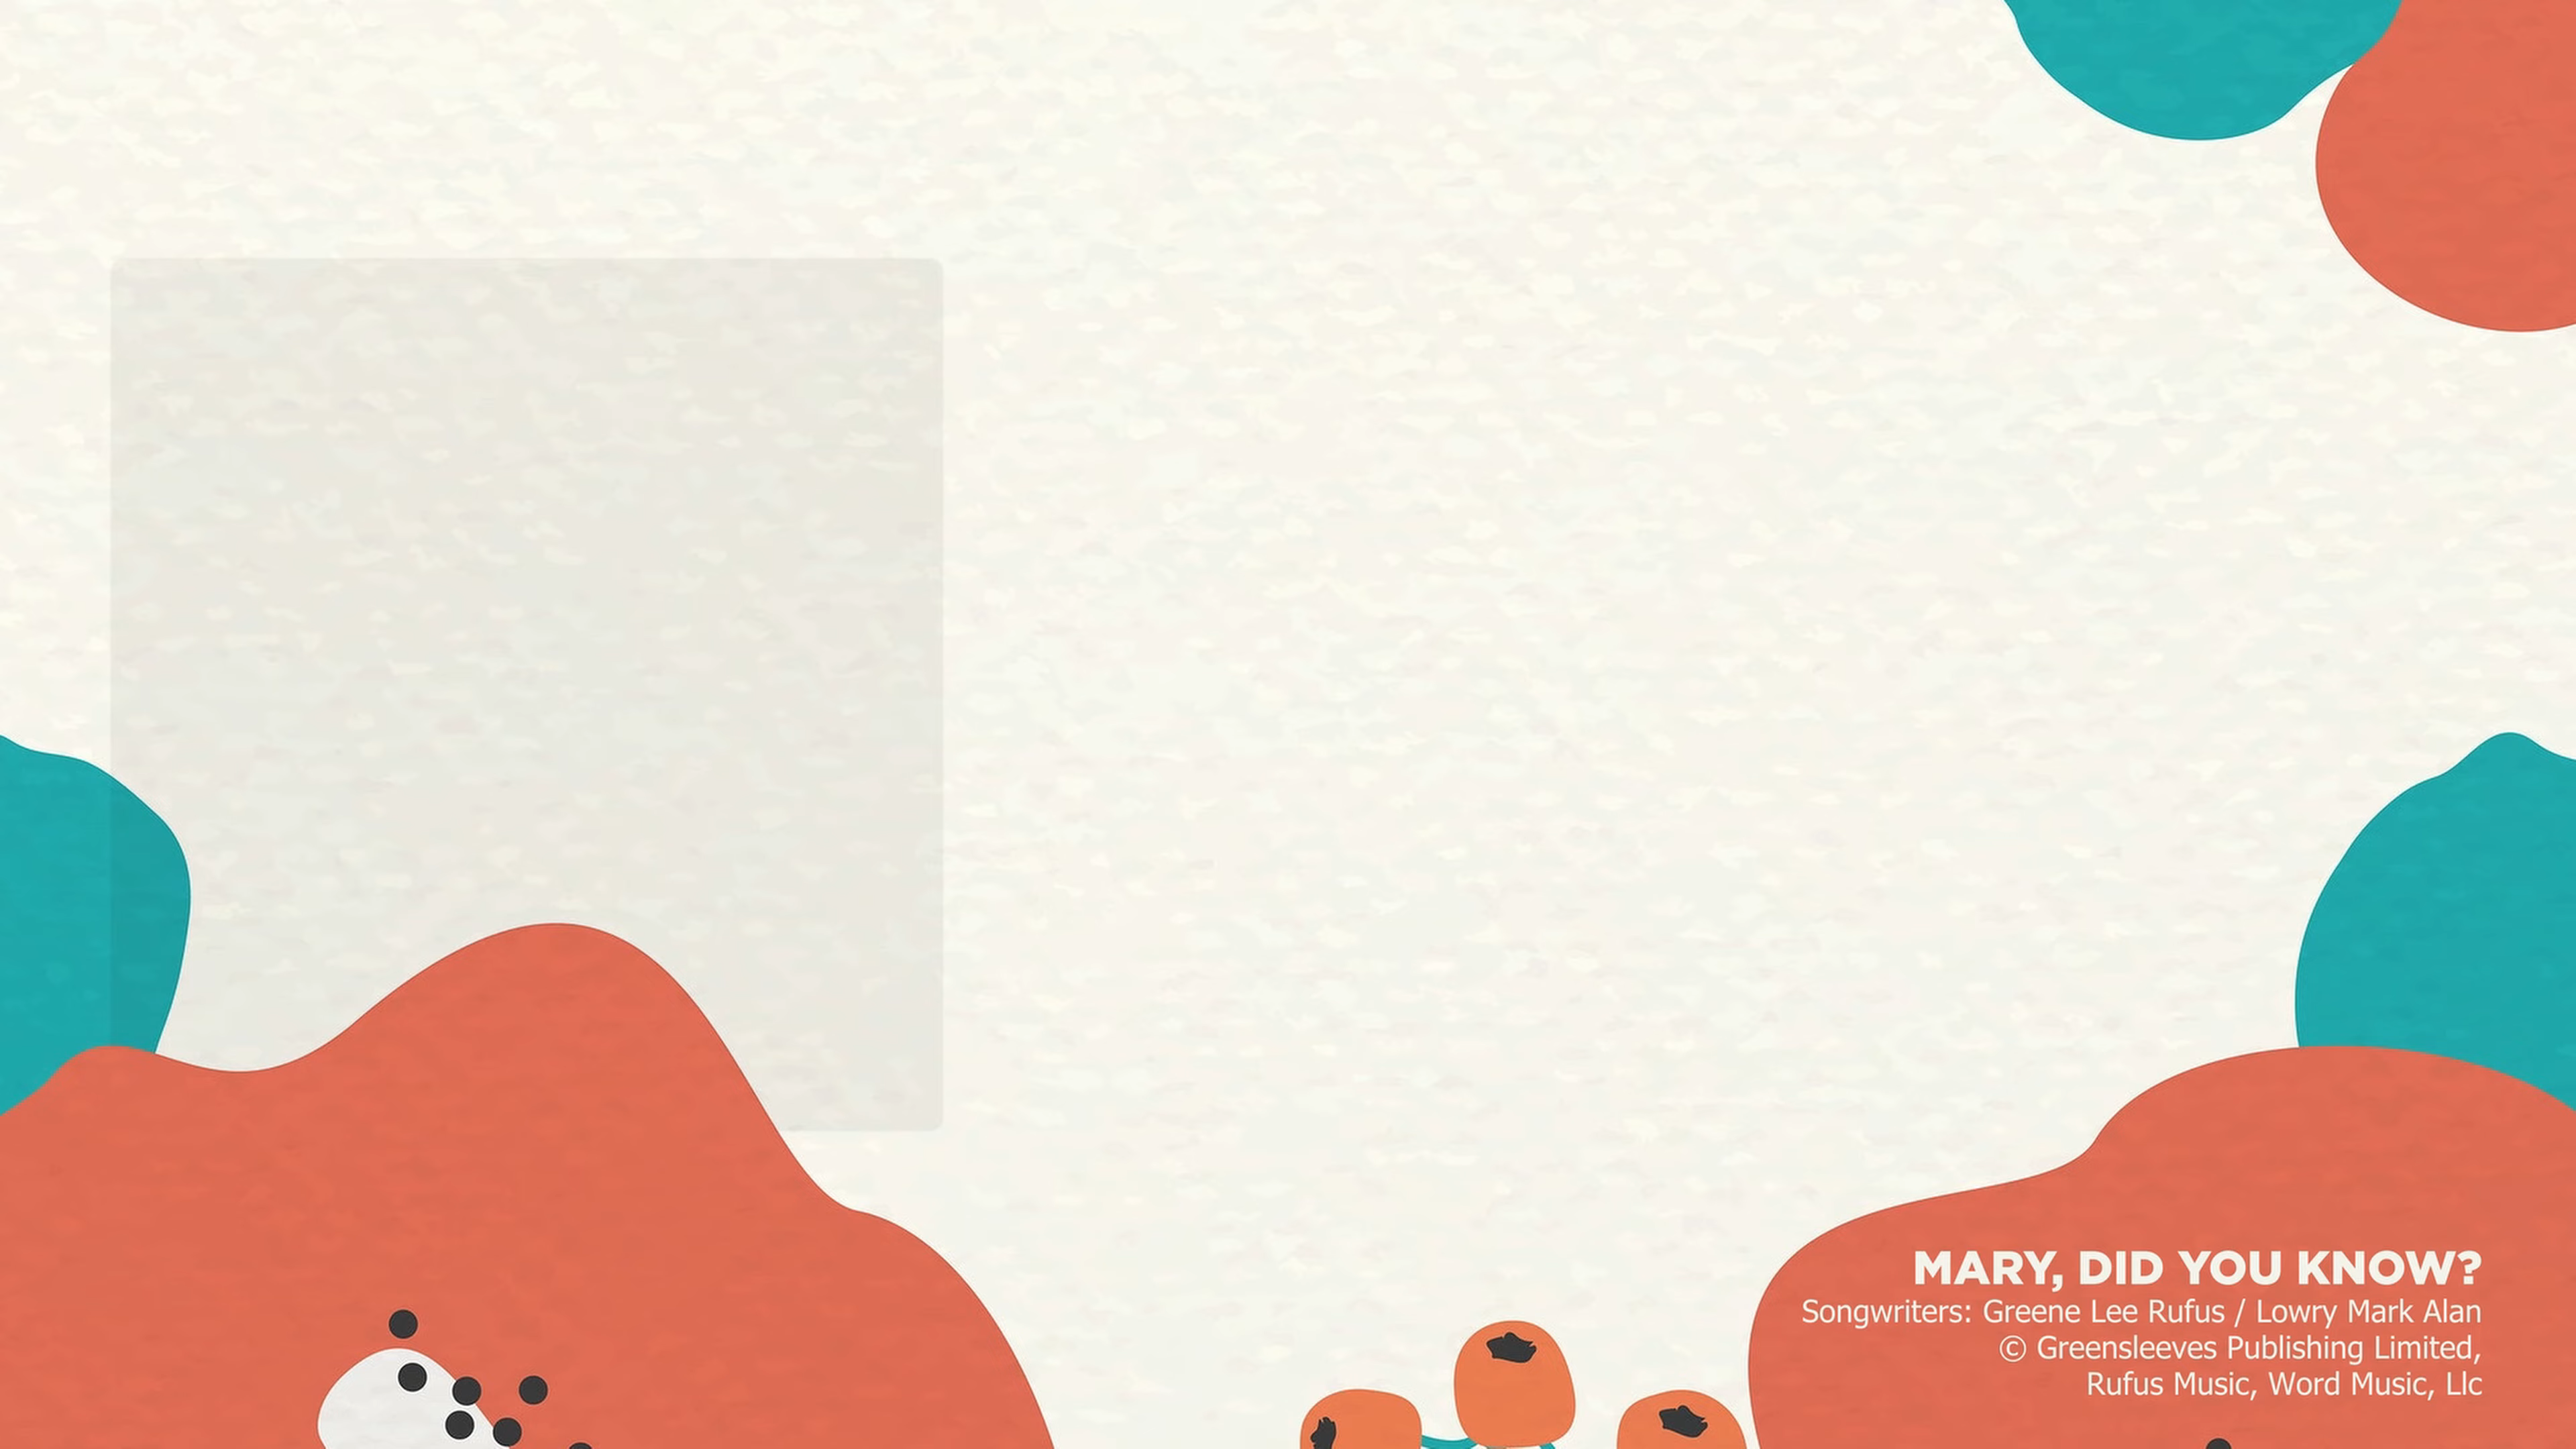 MARY, DID YOU KNOW?
Songwriters: Greene Lee Rufus / Lowry Mark Alan
© Greensleeves Publishing Limited,
Rufus Music, Word Music, Llc